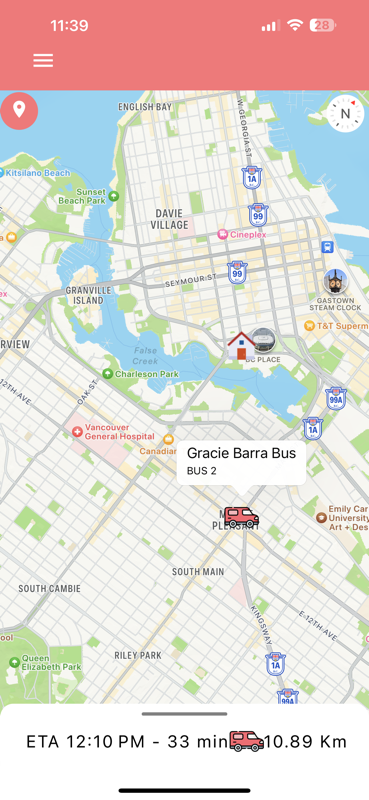 11:39
28
N
ENGLISH BAY
W GEORGIA ST
Kitsilano Beach
1A
Sunset
Beach Park
DAVIE
VILLAGE
99
Cineplex
99
SEYMOUR ST
GRANVILLE
ISLAND
GASTOWN
STEAM CLOCK
T&T Superm
RVIEW
False
Creek
BC PLACE
Charleson Park
12TH-AVE
OAK-ST
99A
1A
Vancouver
General Hospital
Canadian
Gracie Barra Bus
BUS 2
Emily Car
University
Art + Des
SOUTH MAIN
SOUTH CAMBIE
KINGSWAY
E-12TH-AVE
ool
RILEY PARK
Queen
Elizabeth Park
1A
99A
ETA 12:10 PM - 33 min 10.89 Km